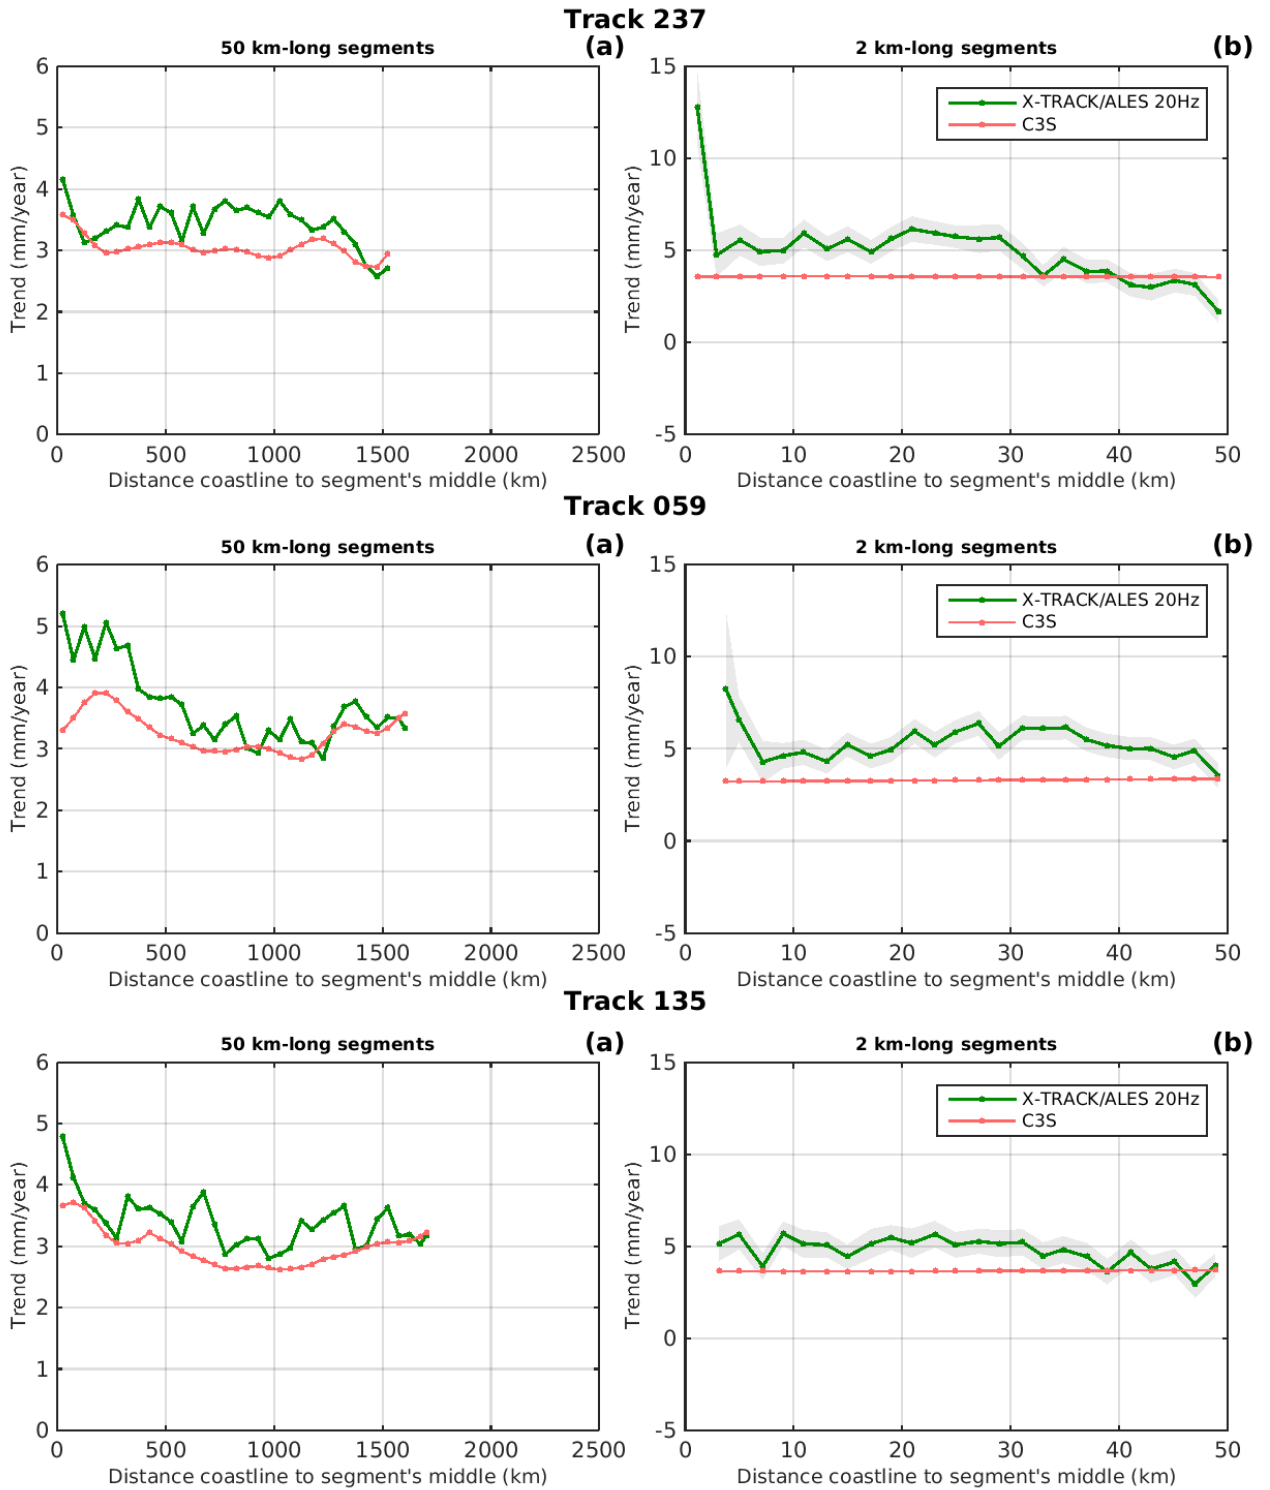 Track 237
50 km-long segments
(a)
2 km-long segments
(b)
6
5
4
3
2
1
0
Trend (mm/year)
0 500 1000 1500 2000 2500
Distance coastline to segment's middle (km)
15
10
5
0
-5
Trend (mm/year)
X-TRACK/ALES 20Hz
C3S
0 10 20 30 40 50
Distance coastline to segment's middle (km)
Track 059
50 km-long segments
(a)
2 km-long segments
(b)
6
5
4
3
2
1
0
Trend (mm/year)
0 500 1000 1500 2000 2500
Distance coastline to segment's middle (km)
15
10
5
0
-5
Trend (mm/year)
X-TRACK/ALES 20Hz
C3S
0 10 20 30 40 50
Distance coastline to segment's middle (km)
Track 135
50 km-long segments
(a)
2 km-long segments
(b)
6
5
4
3
2
1
0
Trend (mm/year)
0 500 1000 1500 2000 2500
Distance coastline to segment's middle (km)
15
10
5
0
-5
Trend (mm/year)
X-TRACK/ALES 20Hz
C3S
0 10 20 30 40 50
Distance coastline to segment's middle (km)